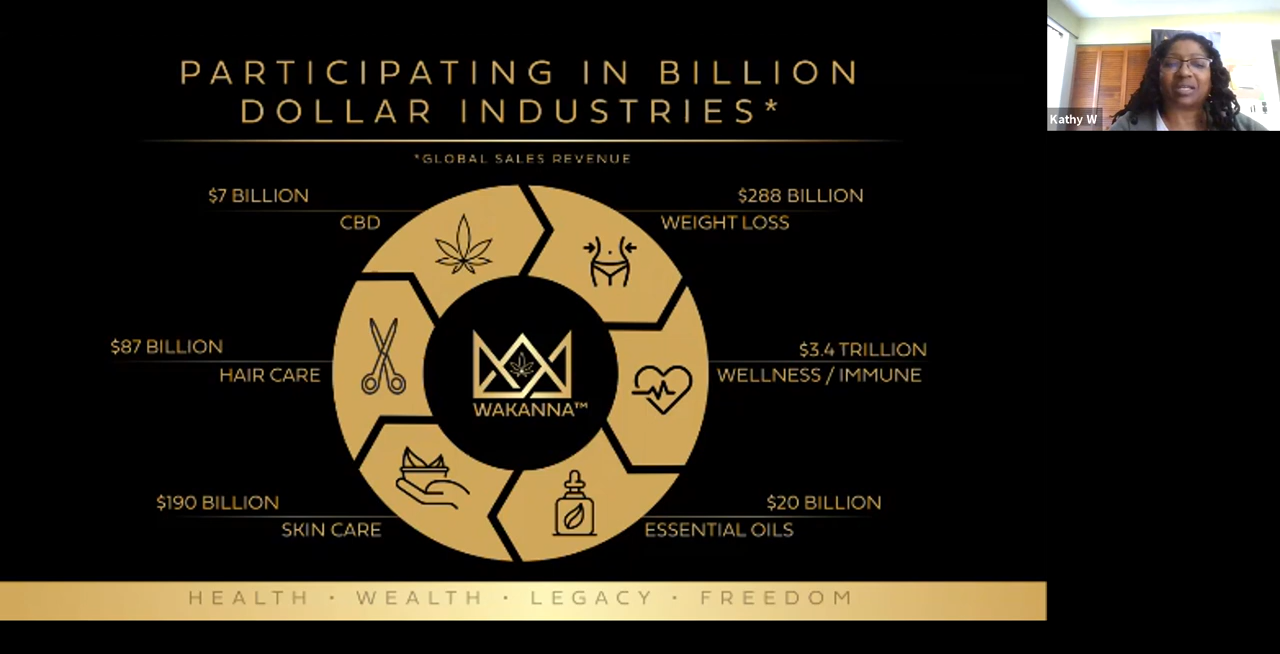 PARTICIPATING IN BILLION
DOLLAR INDUSTRIES*
*GLOBAL SALES REVENUE
$7 BILLION
CBD
$288 BILLION
WEIGHT LOSS
$87 BILLION
HAIR CARE
$3.4 TRILLION
WELLNESS / IMMUNE
WAKANNA™
$190 BILLION
SKIN CARE
$20 BILLION
ESSENTIAL OILS
HEALTH · WEALTH · LEGACY · FREEDOM
Kathy W